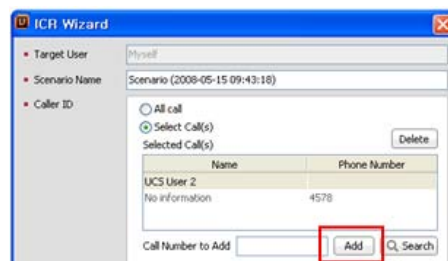 ICR Wizard
Target User Myself
Scenario Name Scenario (2008-05-15 09:43:18)
Caller ID All call
Select Call(s)
Selected Call(s) Delete
Name Phone Number
UCS User 2
No information 4578
Call Number to Add Add Search